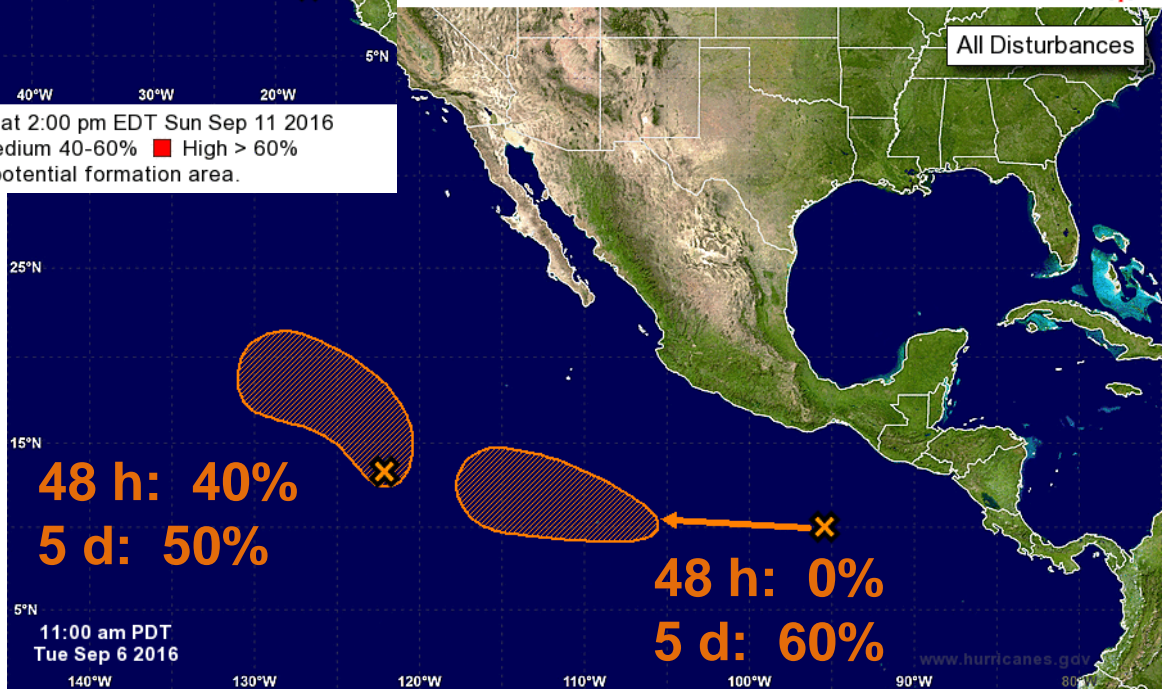 5°N
All Disturbances
40°W 30°W 20°W
at 2:00 pm EDT Sun Sep 11 2016
edium 40-60% High > 60%
potential formation area.
25°N
15°N
48 h: 40%
5 d: 50%
48 h: 0%
5 d: 60%
5°N
11:00 am PDT
Tue Sep 6 2016
www.hurricanes.gov
140°W 130°W 120°W 110°W 100°W 90°W 80°W